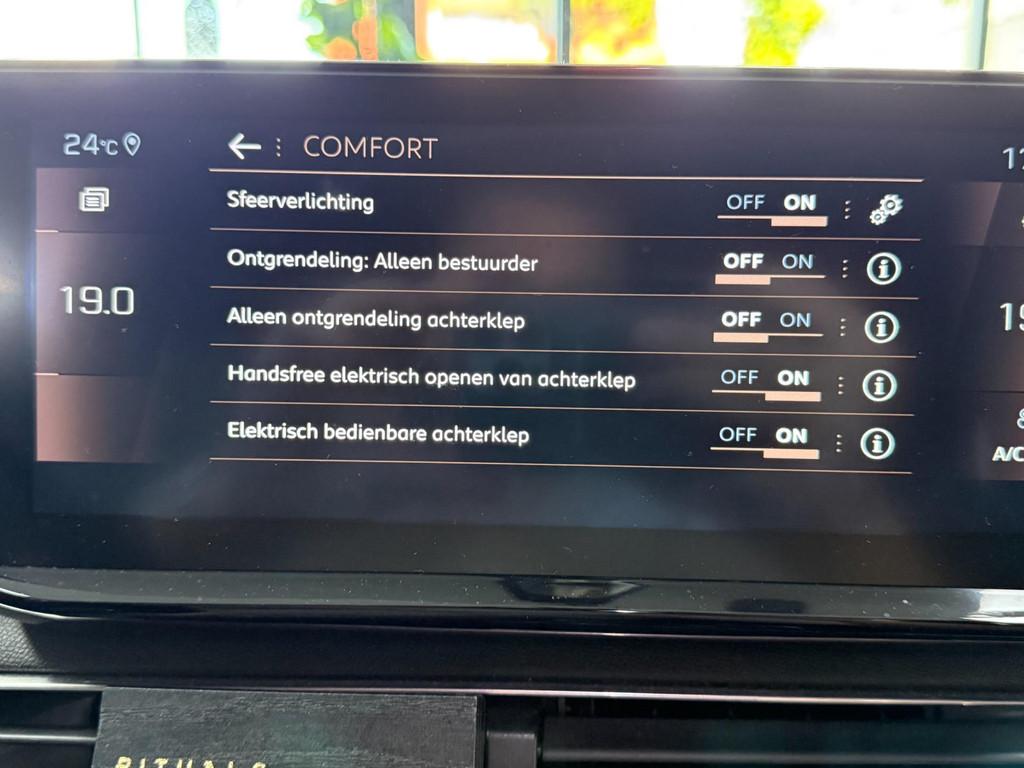 24°C
COMFORT
Sfeerverlichting OFF ON
Ontgrendeling: Alleen bestuurder OFF ON
19.0
Alleen ontgrendeling achterklep OFF ON
Handsfree elektrisch openen van achterklep OFF ON
Elektrisch bedienbare achterklep OFF ON
A/C
RITUALS